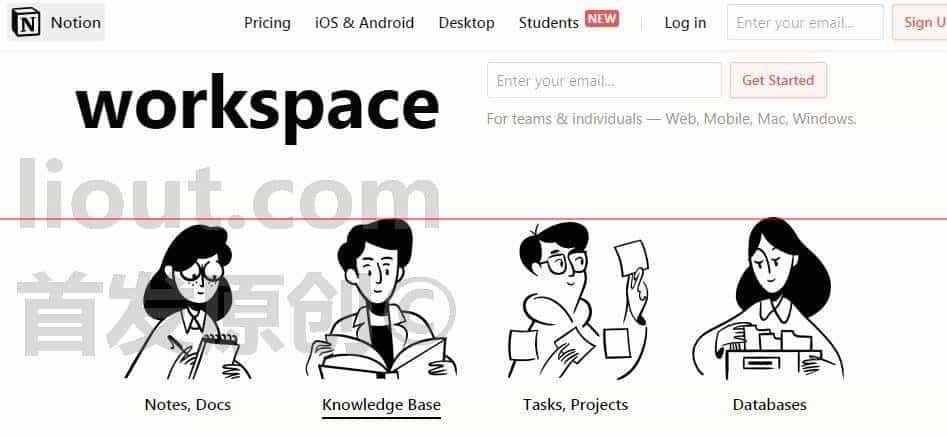 Notion Pricing iOS & Android Desktop Students NEW Log in Enter your email... Sign U
workspace
Enter your email... Get Started
For teams & individuals — Web, Mobile, Mac, Windows.
liout.com
首发原创©
Notes, Docs Knowledge Base Tasks, Projects Databases